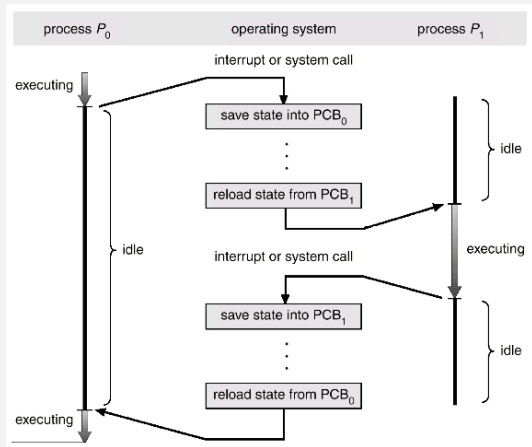 process P₀ operating system process P₁
interrupt or system call
executing
save state into PCB₀
idle
reload state from PCB₁
idle
interrupt or system call
executing
save state into PCB₁
idle
reload state from PCB₀
executing